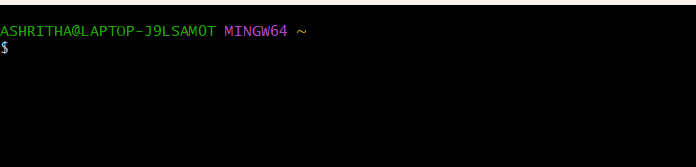 ASHRITHA@LAPTOP-J9LSAM0T MINGW64 ~
$